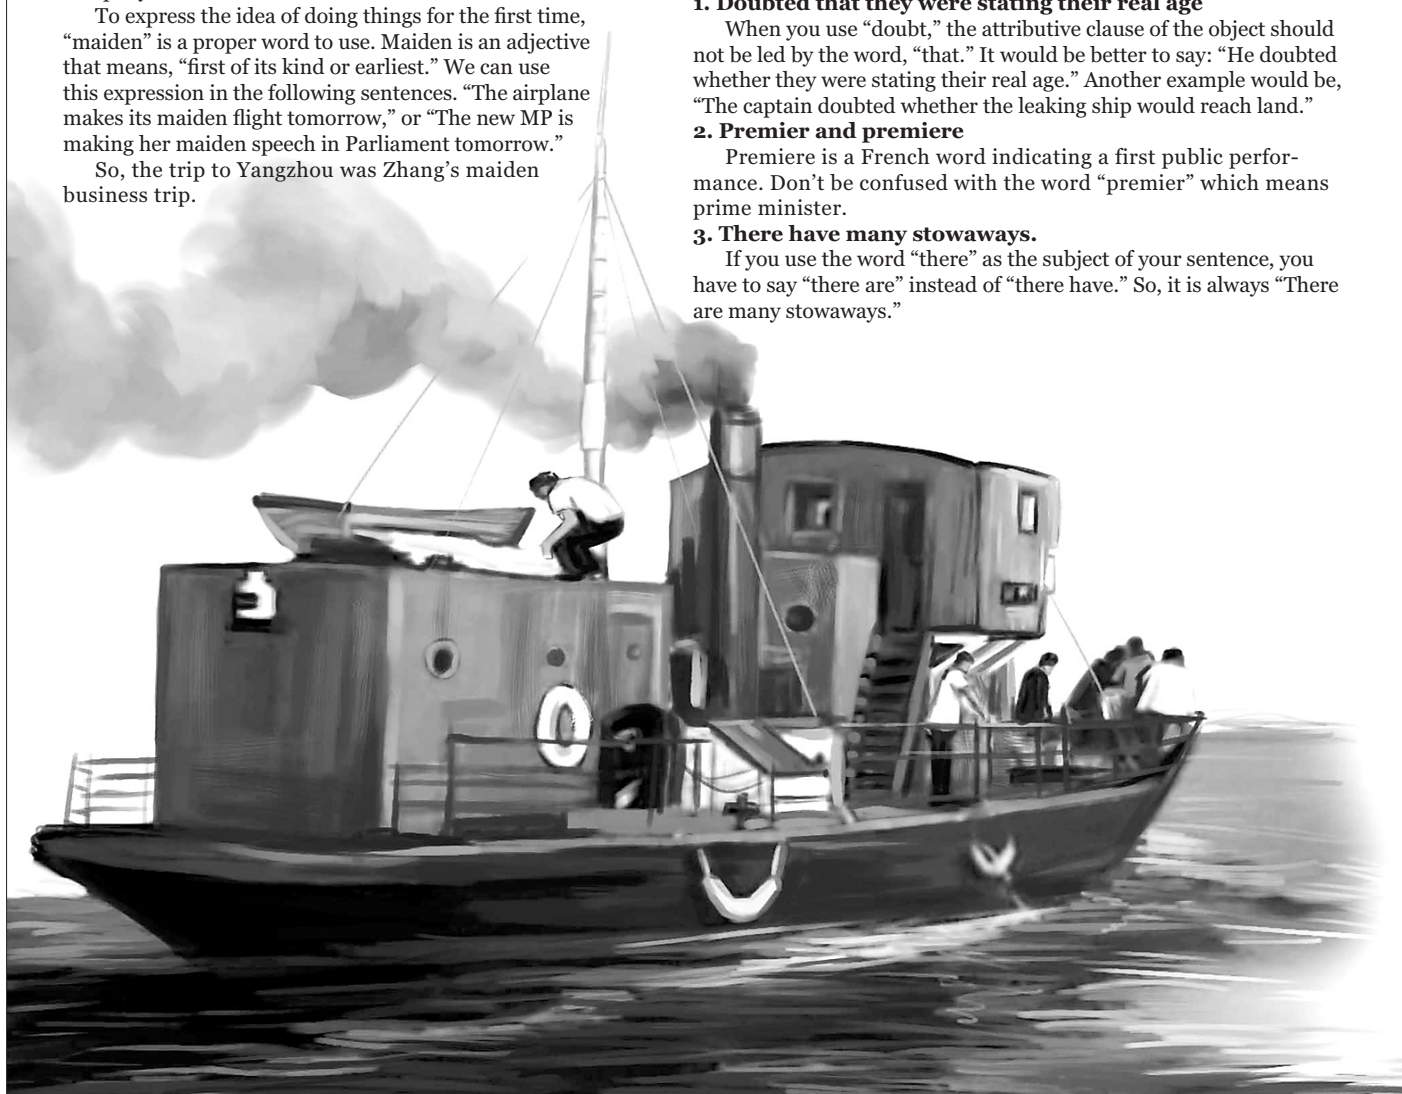 To express the idea of doing things for the first time,
“maiden” is a proper word to use. Maiden is an adjective
that means, “first of its kind or earliest.” We can use
this expression in the following sentences. “The airplane
makes its maiden flight tomorrow,” or “The new MP is
making her maiden speech in Parliament tomorrow.”
So, the trip to Yangzhou was Zhang’s maiden
business trip.
1. Doubted that they were stating their real age
When you use “doubt,” the attributive clause of the object should
not be led by the word, “that.” It would be better to say: “He doubted
whether they were stating their real age.” Another example would be,
“The captain doubted whether the leaking ship would reach land.”
2. Premier and premiere
Premiere is a French word indicating a first public perfor-
mance. Don’t be confused with the word “premier” which means
prime minister.
3. There have many stowaways.
If you use the word “there” as the subject of your sentence, you
have to say “there are” instead of “there have.” So, it is always “There
are many stowaways.”